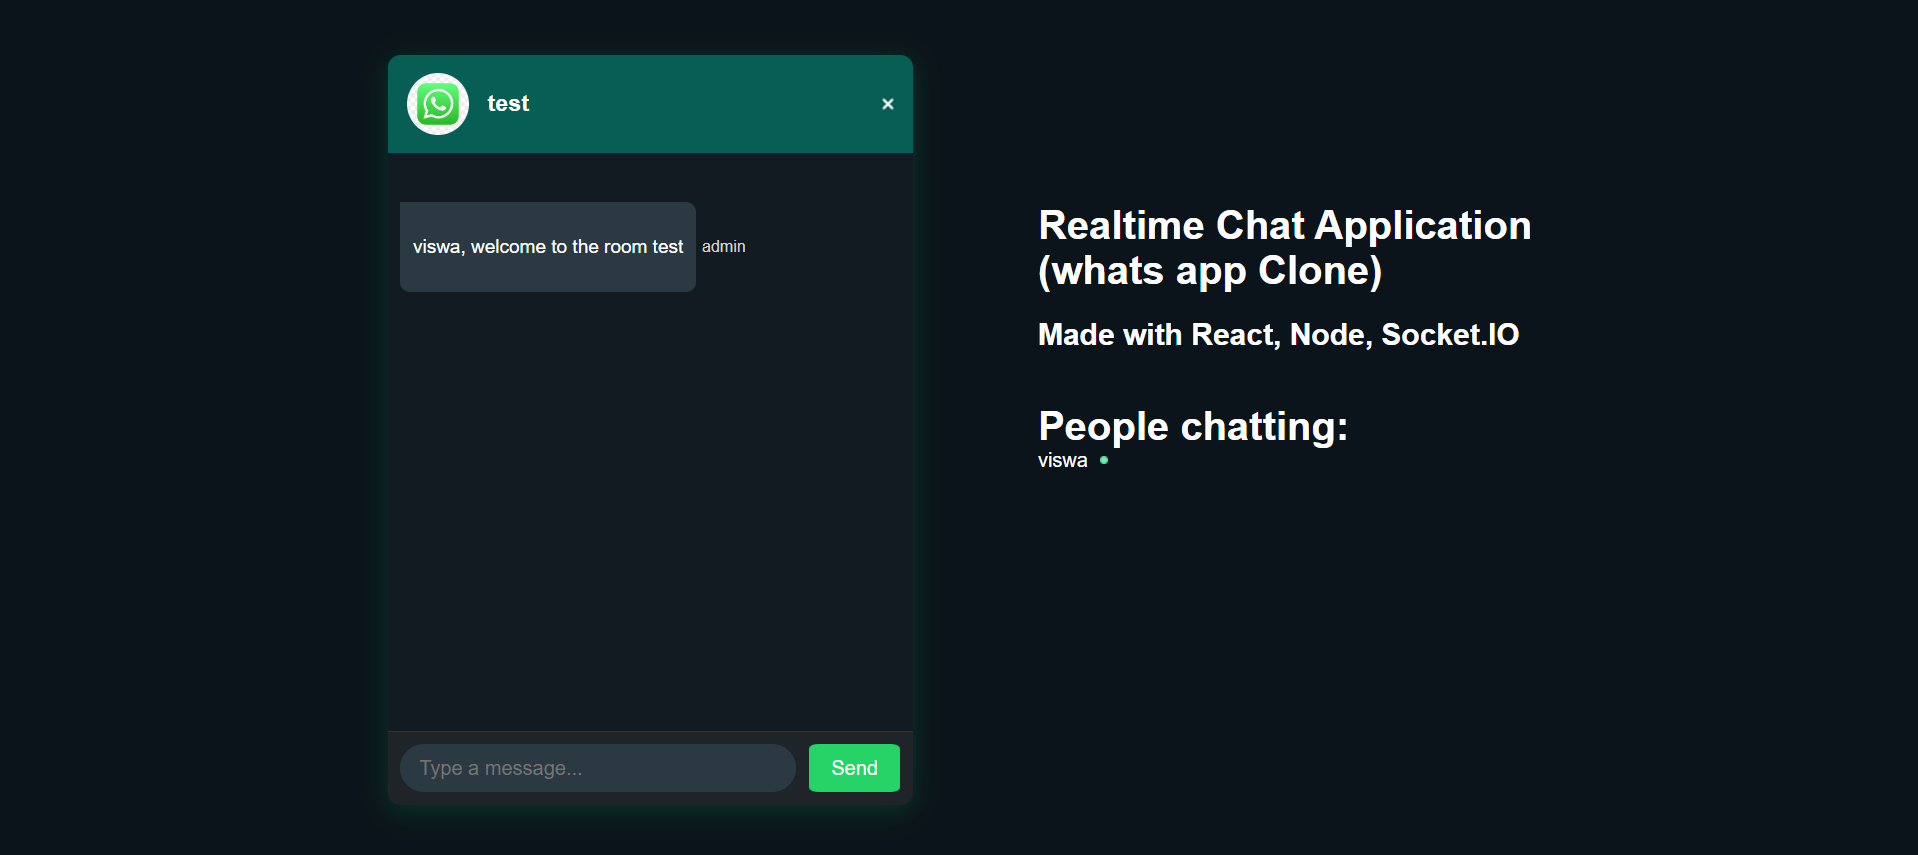 test
viswa, welcome to the room test
admin
Type a message...
Send
Realtime Chat Application
(whats app Clone)
Made with React, Node, Socket.IO
People chatting:
viswa